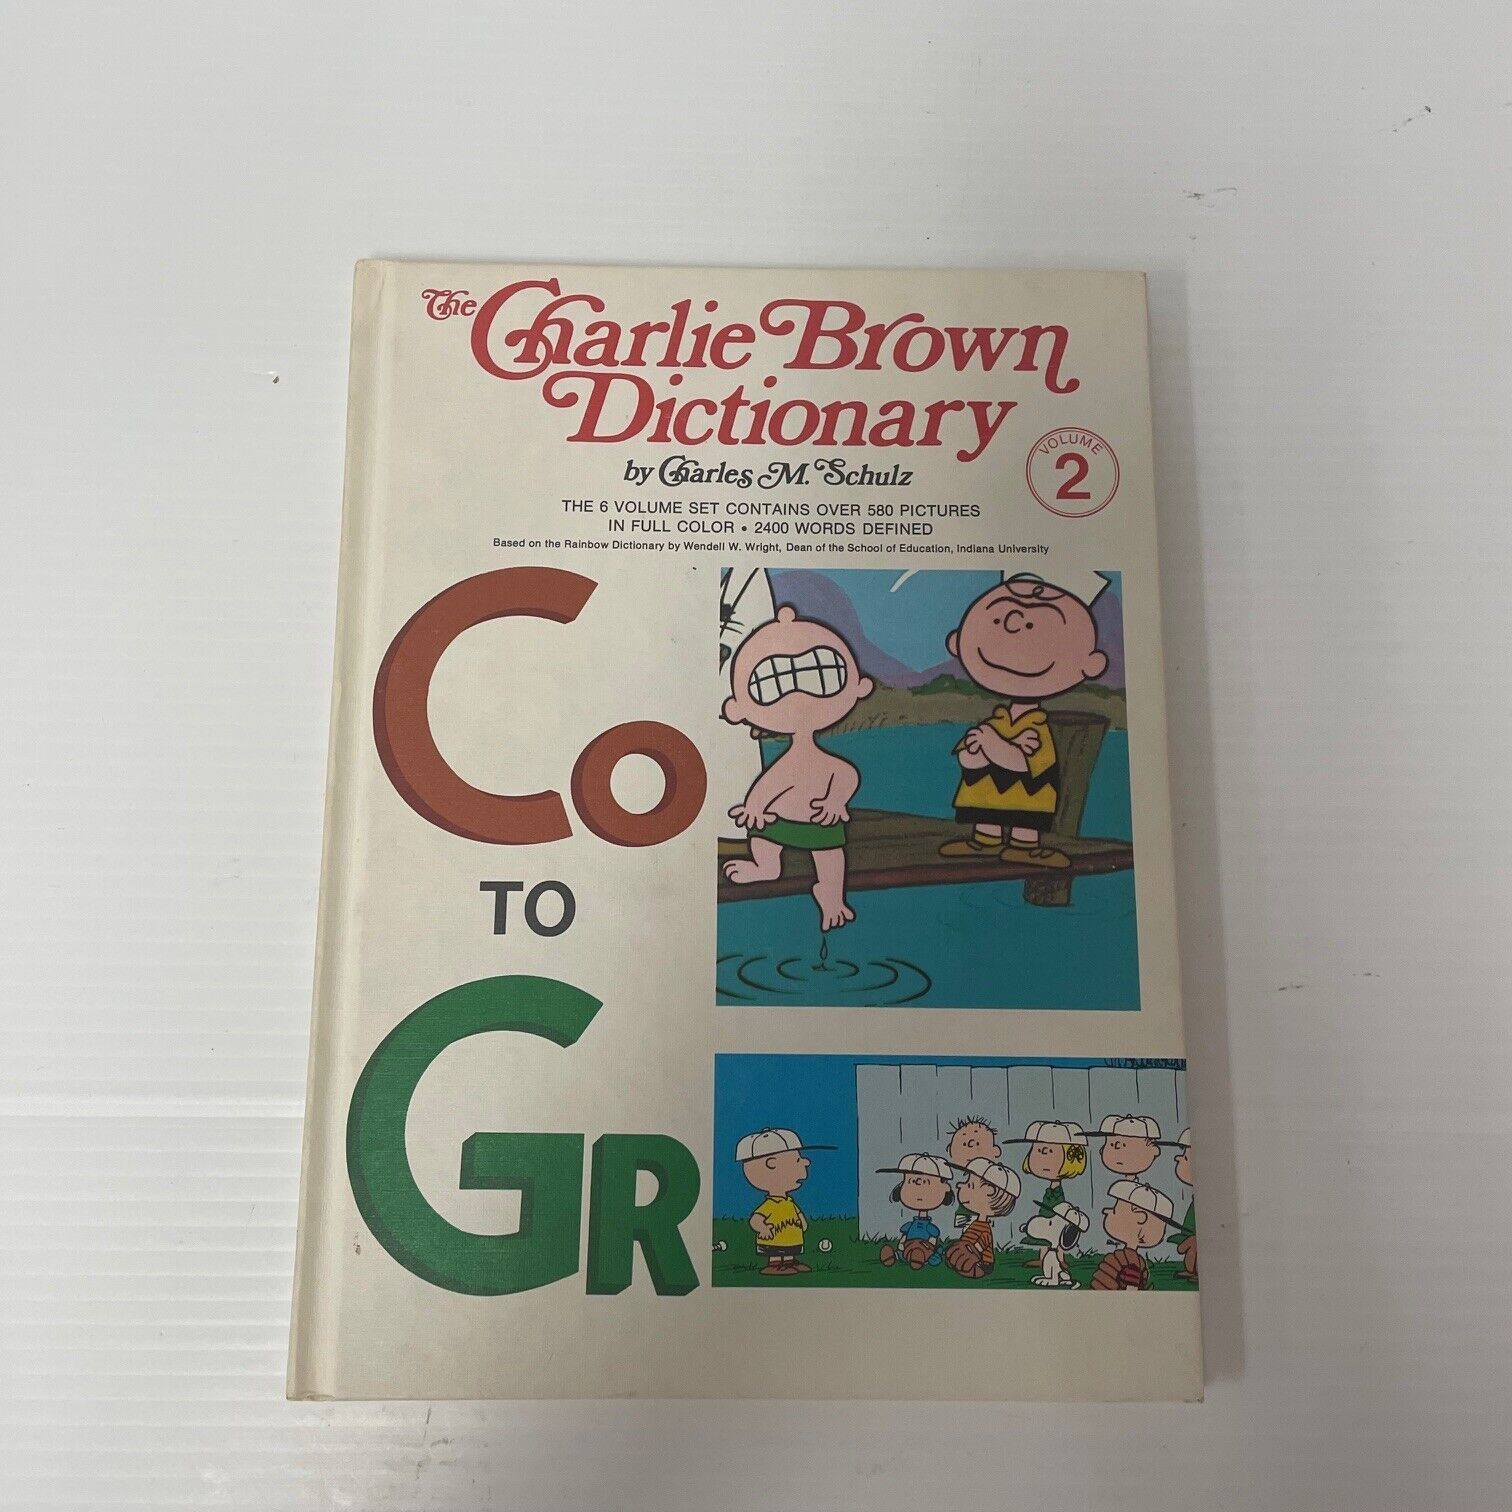 The Charlie Brown
Dictionary
by Charles M. Schulz
VOLUME
2
THE 6 VOLUME SET CONTAINS OVER 580 PICTURES
IN FULL COLOR • 2400 WORDS DEFINED
Based on the Rainbow Dictionary by Wendell W. Wright, Dean of the School of Education, Indiana University
Co
TO
GR